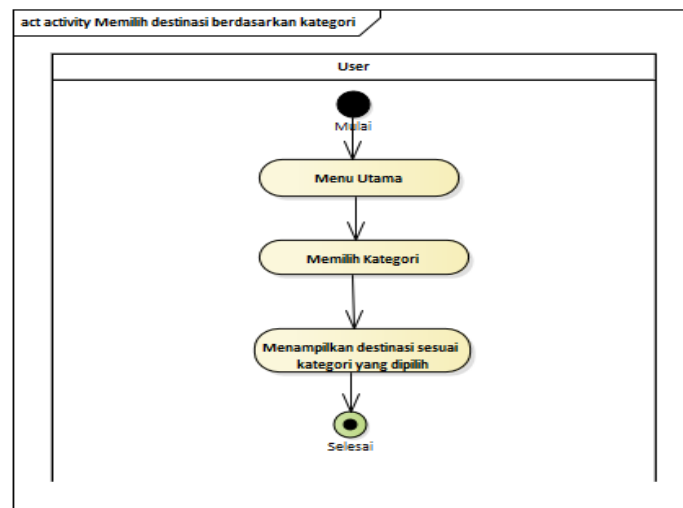 act activity Memilih destinasi berdasarkan kategori
User
Mulai
Menu Utama
Memilih Kategori
Menampilkan destinasi sesuai
kategori yang dipilih
Selesai